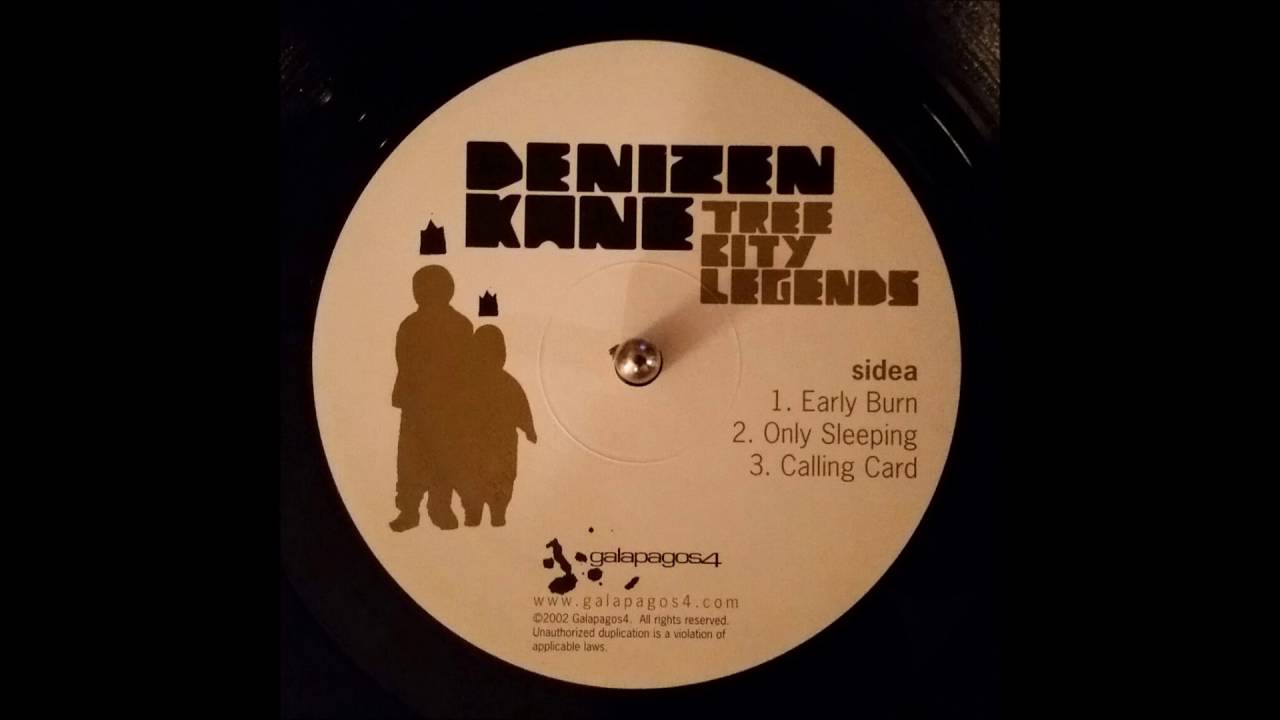 DENIZEN
KANE
TREE
CITY
LEGENDS
sidea
1. Early Burn
2. Only Sleeping
3. Calling Card
galapagos4
www.galapagos4.com
©2002 Galapagos4. All rights reserved.
Unauthorized duplication is a violation of
applicable laws.